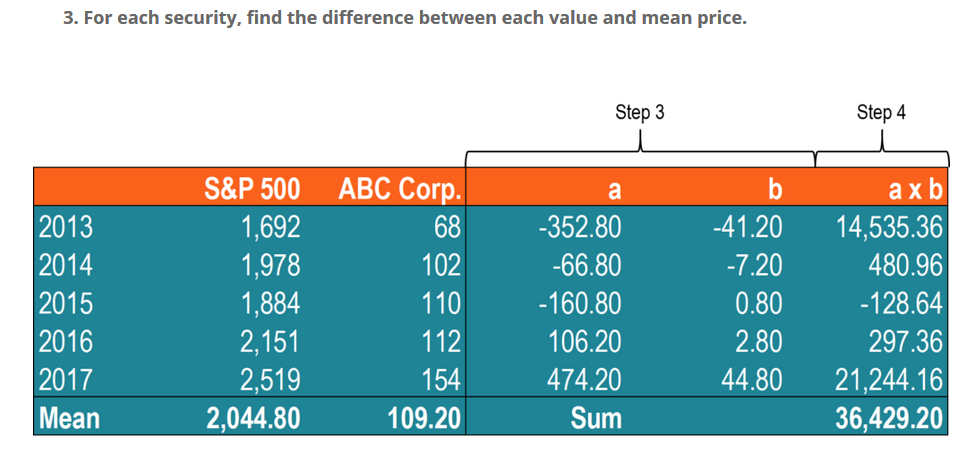 3. For each security, find the difference between each value and mean price.
Step 3 Step 4
S&P 500 ABC Corp. a b a x b
2013 1,692 68 -352.80 -41.20 14,535.36
2014 1,978 102 -66.80 -7.20 480.96
2015 1,884 110 -160.80 0.80 -128.64
2016 2,151 112 106.20 2.80 297.36
2017 2,519 154 474.20 44.80 21,244.16
Mean 2,044.80 109.20 Sum 36,429.20